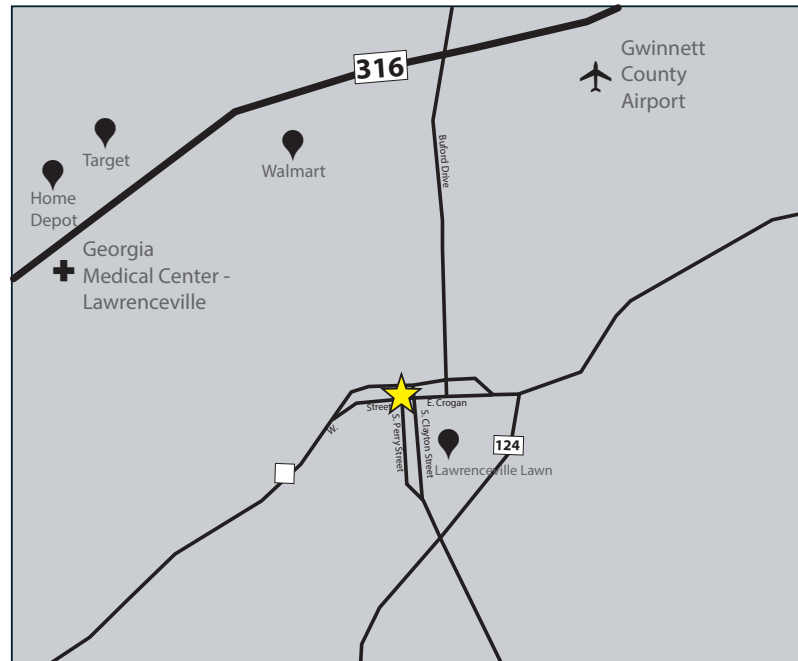 316
Gwinnett
County
Airport
Target
Walmart
Buford Drive
Home
Depot
Georgia
Medical Center -
Lawrenceville
Street
E. Crogan
W.
S. Perry Street
S. Clayton Street
124
Lawrenceville Lawn